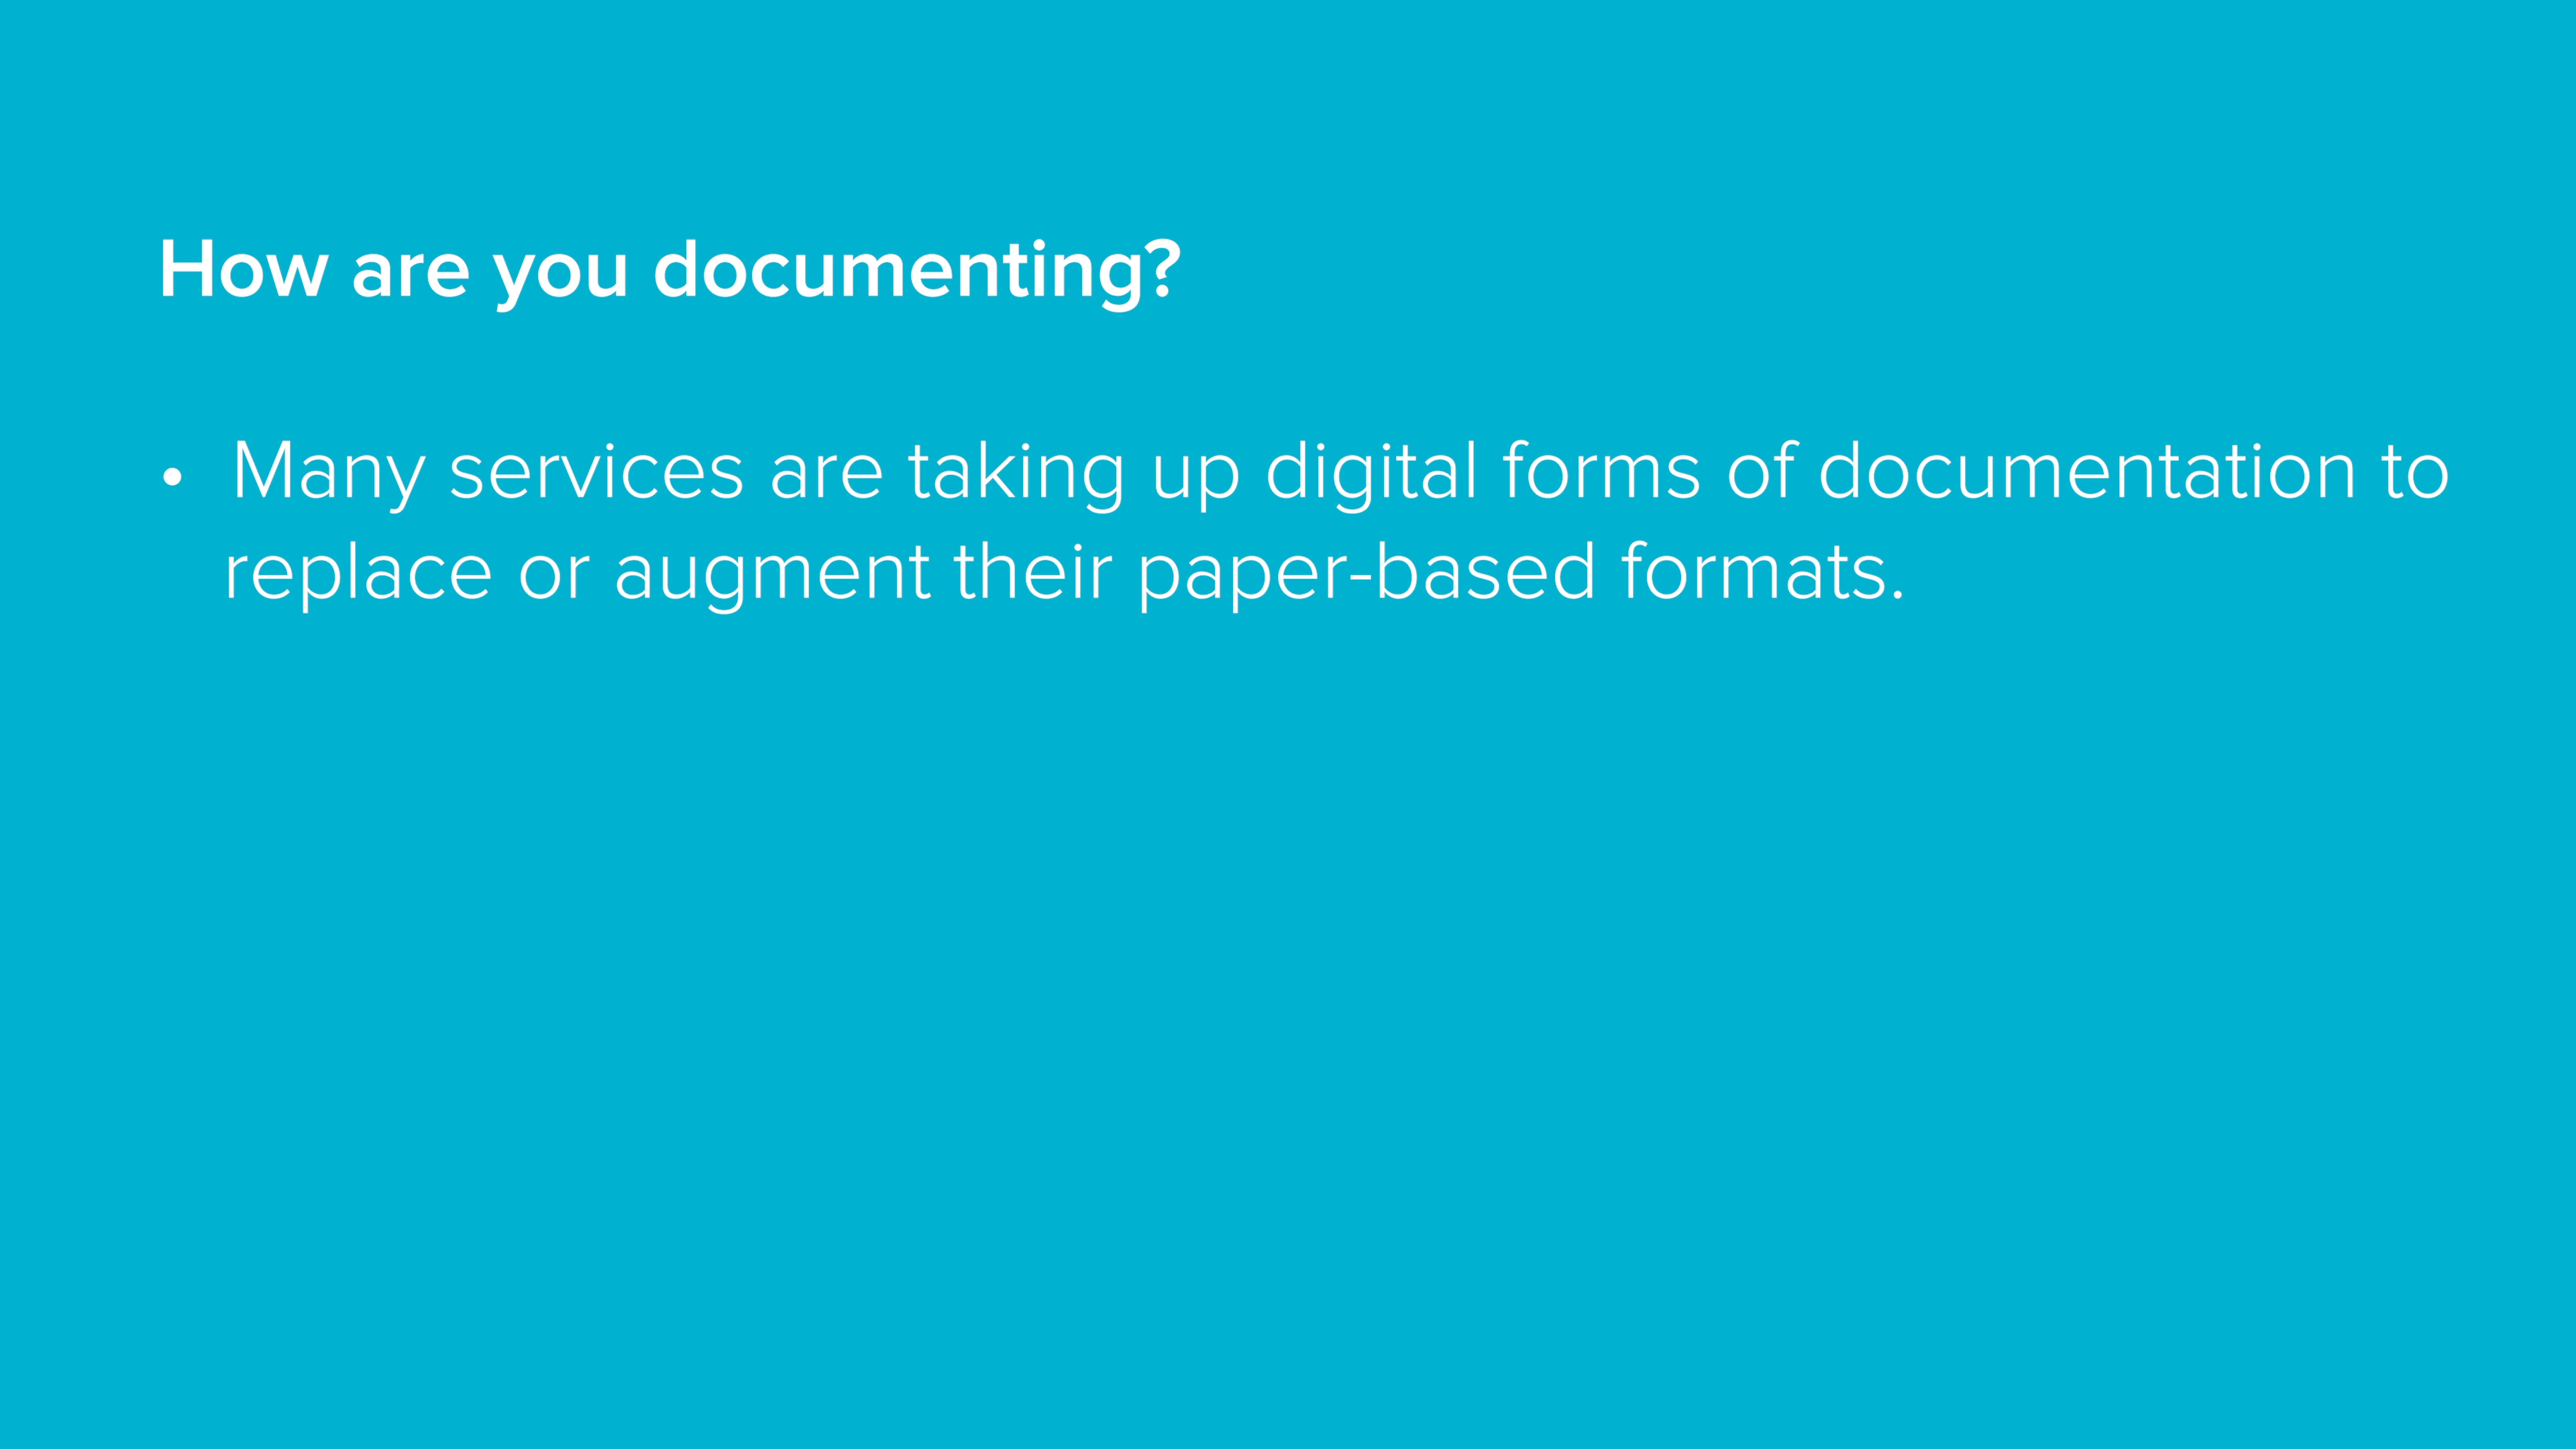 How are you documenting?
• Many services are taking up digital forms of documentation to
replace or augment their paper-based formats.